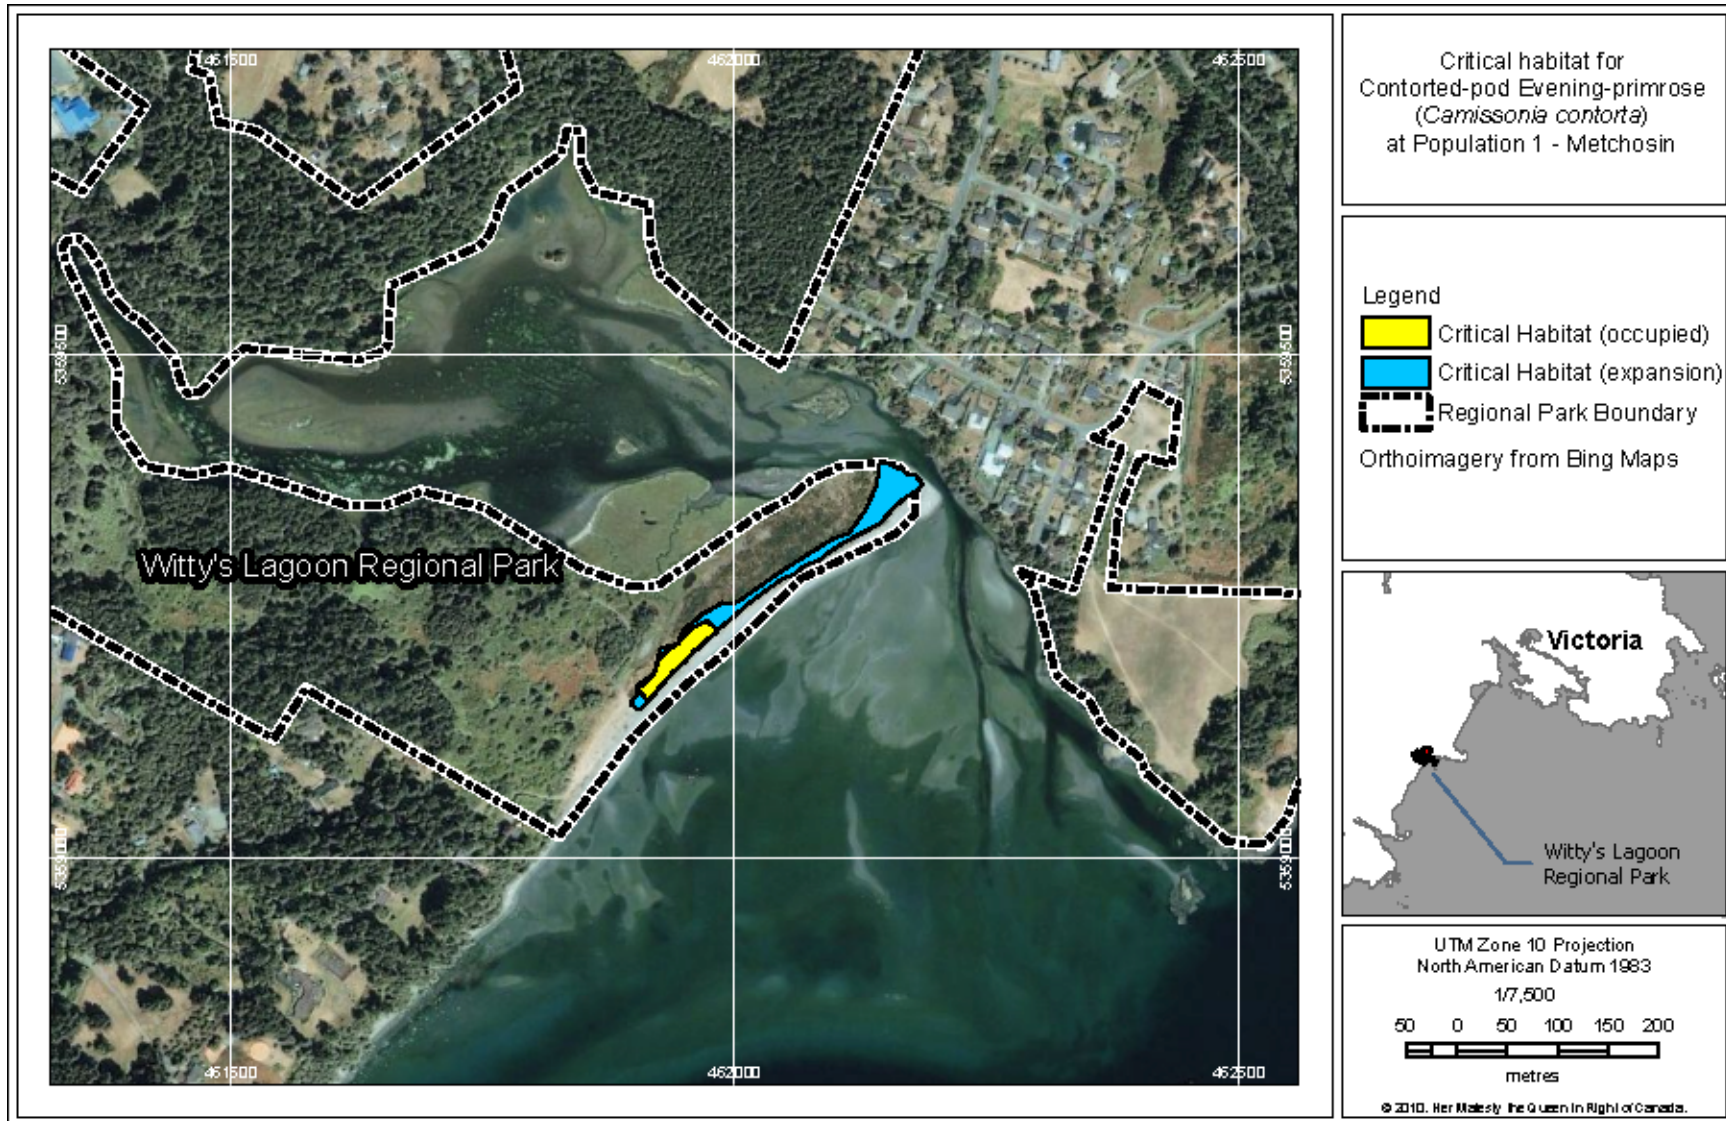 461500
462000
462500
5359500
5359500
Witty's Lagoon Regional Park
5359000
5359000
461500
462000
462500
Critical habitat for
Contorted-pod Evening-primrose
(Camissonia contorta)
at Population 1 - Metchosin
Legend
Critical Habitat (occupied)
Critical Habitat (expansion)
Regional Park Boundary
Orthoimagery from Bing Maps
Victoria
Witty's Lagoon
Regional Park
UTM Zone 10 Projection
North American Datum 1983
1/7,500
50 0 50 100 150 200
metres
© 2010. Her Majesty the Queen in Right of Canada.